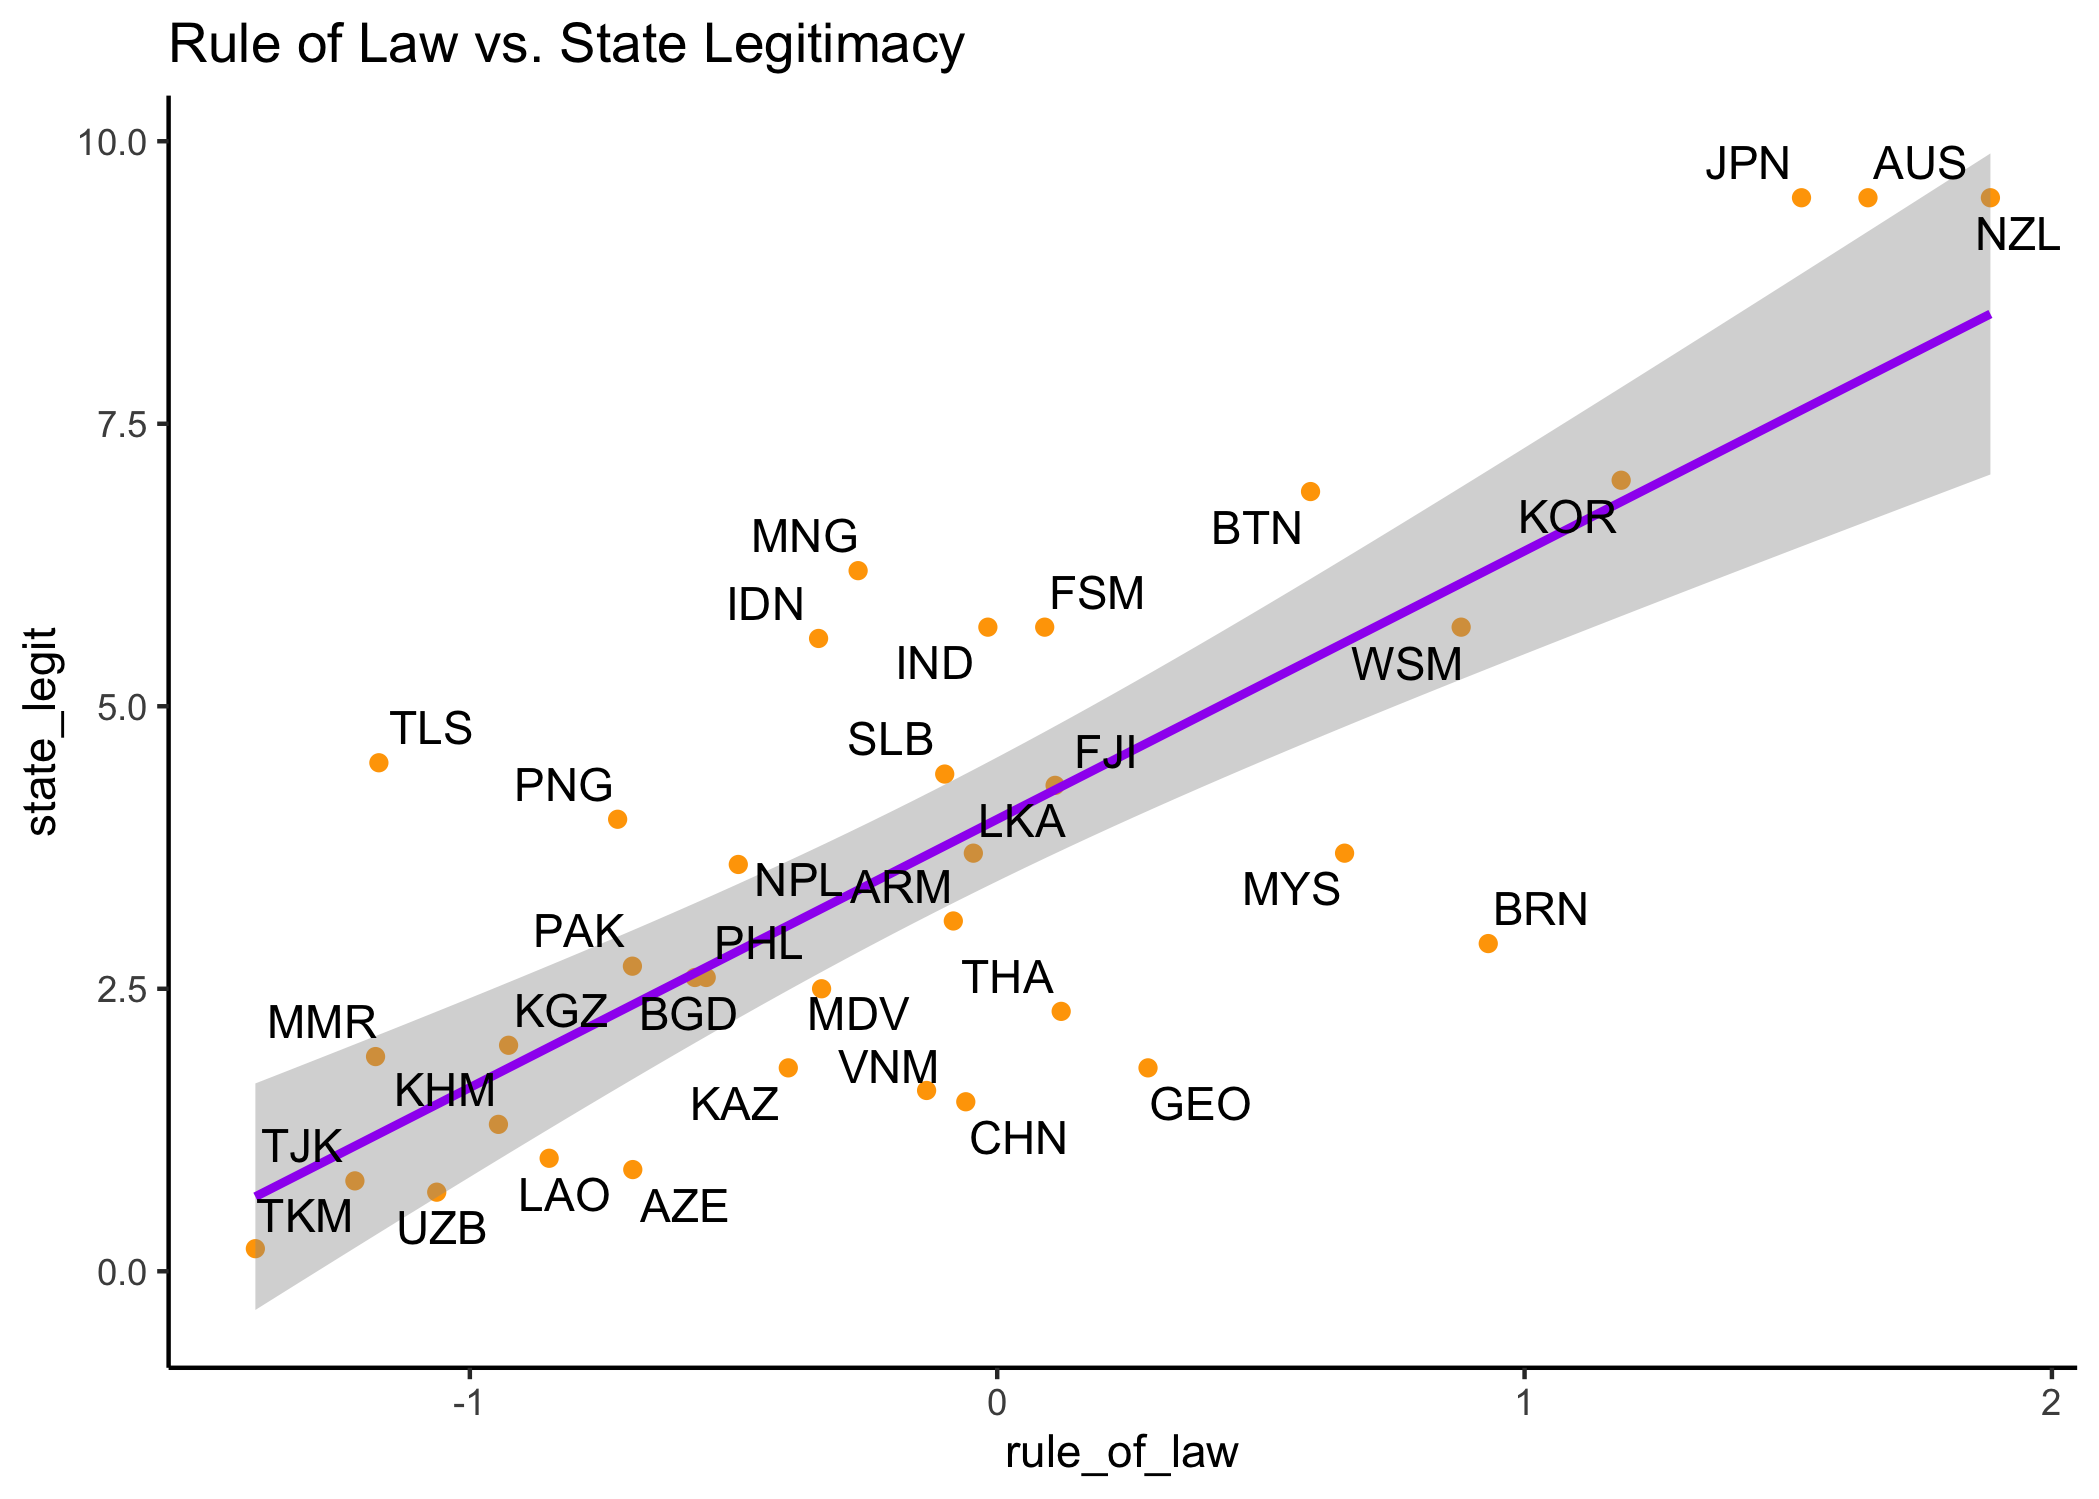 Rule of Law vs. State Legitimacy
10.0
7.5
5.0
2.5
0.0
state_legit
JPN
AUS
NZL
KOR
BTN
MNG
FSM
IDN
IND
WSM
TLS
SLB
FJI
PNG
LKA
NPL
ARM
MYS
BRN
PAK
PHL
THA
MMR
KGZ
BGD
MDV
VNM
KHM
KAZ
GEO
CHN
TJK
LAO
AZE
TKM
UZB
-1
0
1
2
rule_of_law